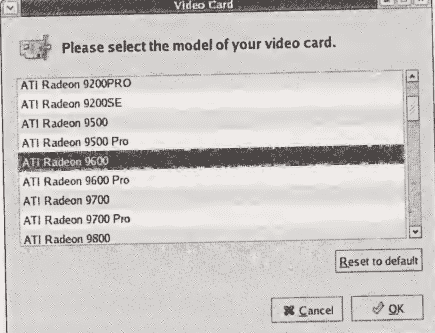 Video Card
Please select the model of your video card.
ATI Radeon 9200PRO
ATI Radeon 9200SE
ATI Radeon 9500
ATI Radeon 9500 Pro
ATI Radeon 9600
ATI Radeon 9600 Pro
ATI Radeon 9700
ATI Radeon 9700 Pro
ATI Radeon 9800
Reset to default
Cancel
OK